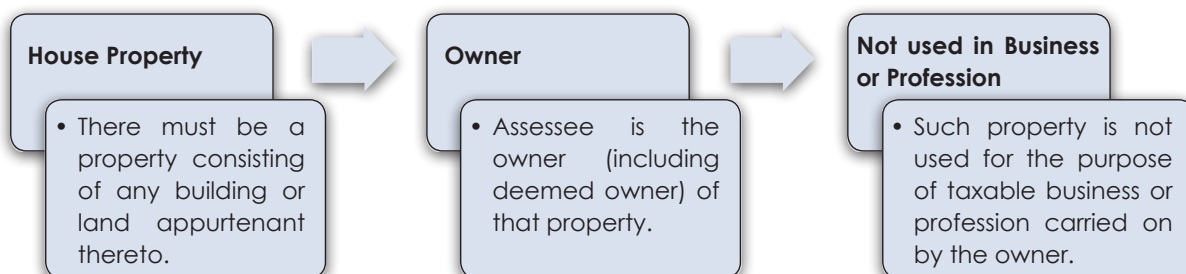 House Property
• There must be a
property consisting
of any building or
land appurtenant
thereto.
Owner
• Assessee is the
owner (including
deemed owner) of
that property.
Not used in Business
or Profession
• Such property is not
used for the purpose
of taxable business or
profession carried on
by the owner.